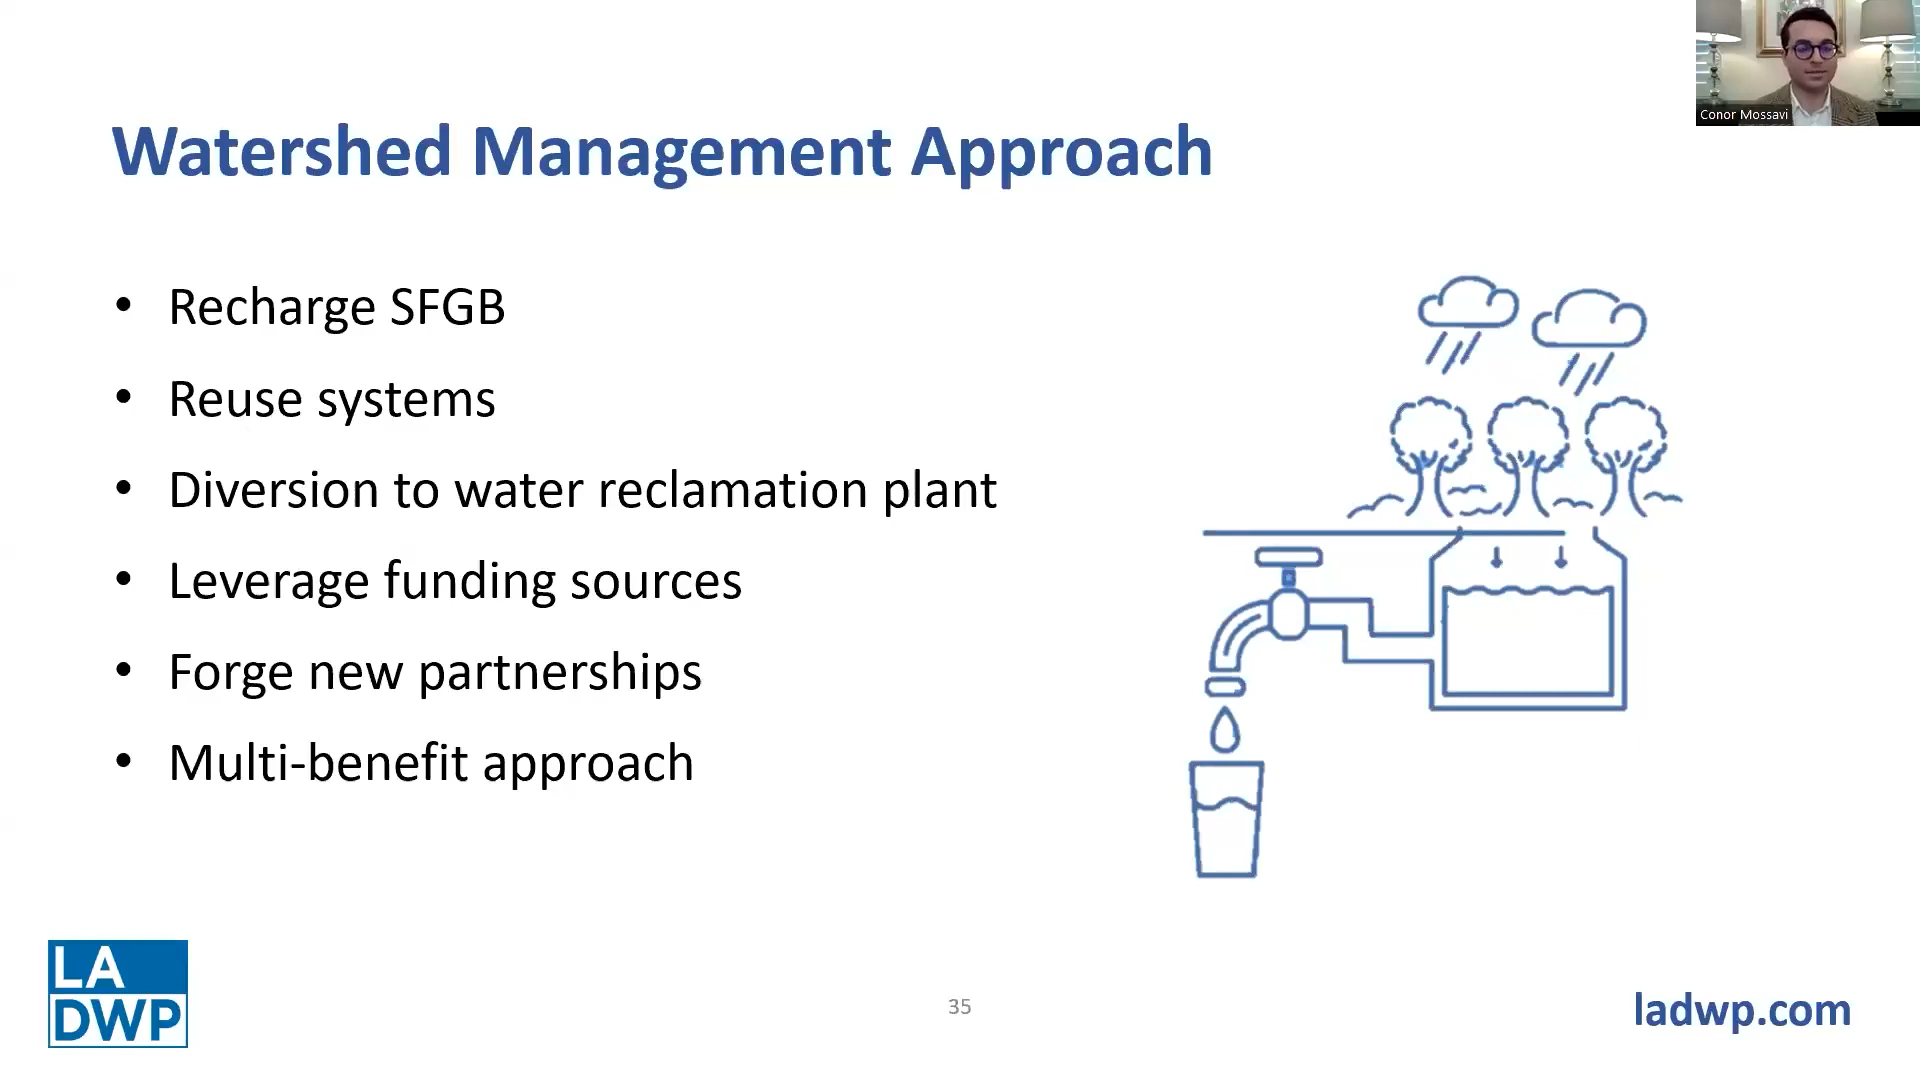 Conor Mossavi
Watershed Management Approach
• Recharge SFGB
• Reuse systems
• Diversion to water reclamation plant
• Leverage funding sources
• Forge new partnerships
• Multi-benefit approach
LA
DWP
35
ladwp.com